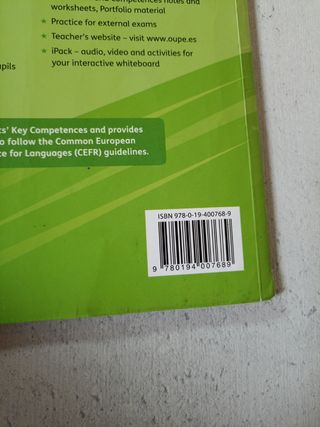 and competences notes and
worksheets, Portfolio material
★ Practice for external exams
★ Teacher's website – visit www.oupe.es
★ iPack – audio, video and activities for
your interactive whiteboard
pils
ts' Key Competences and provides
o follow the Common European
ce for Languages (CEFR) guidelines.
ISBN 978-0-19-400768-9
9 780194 007689